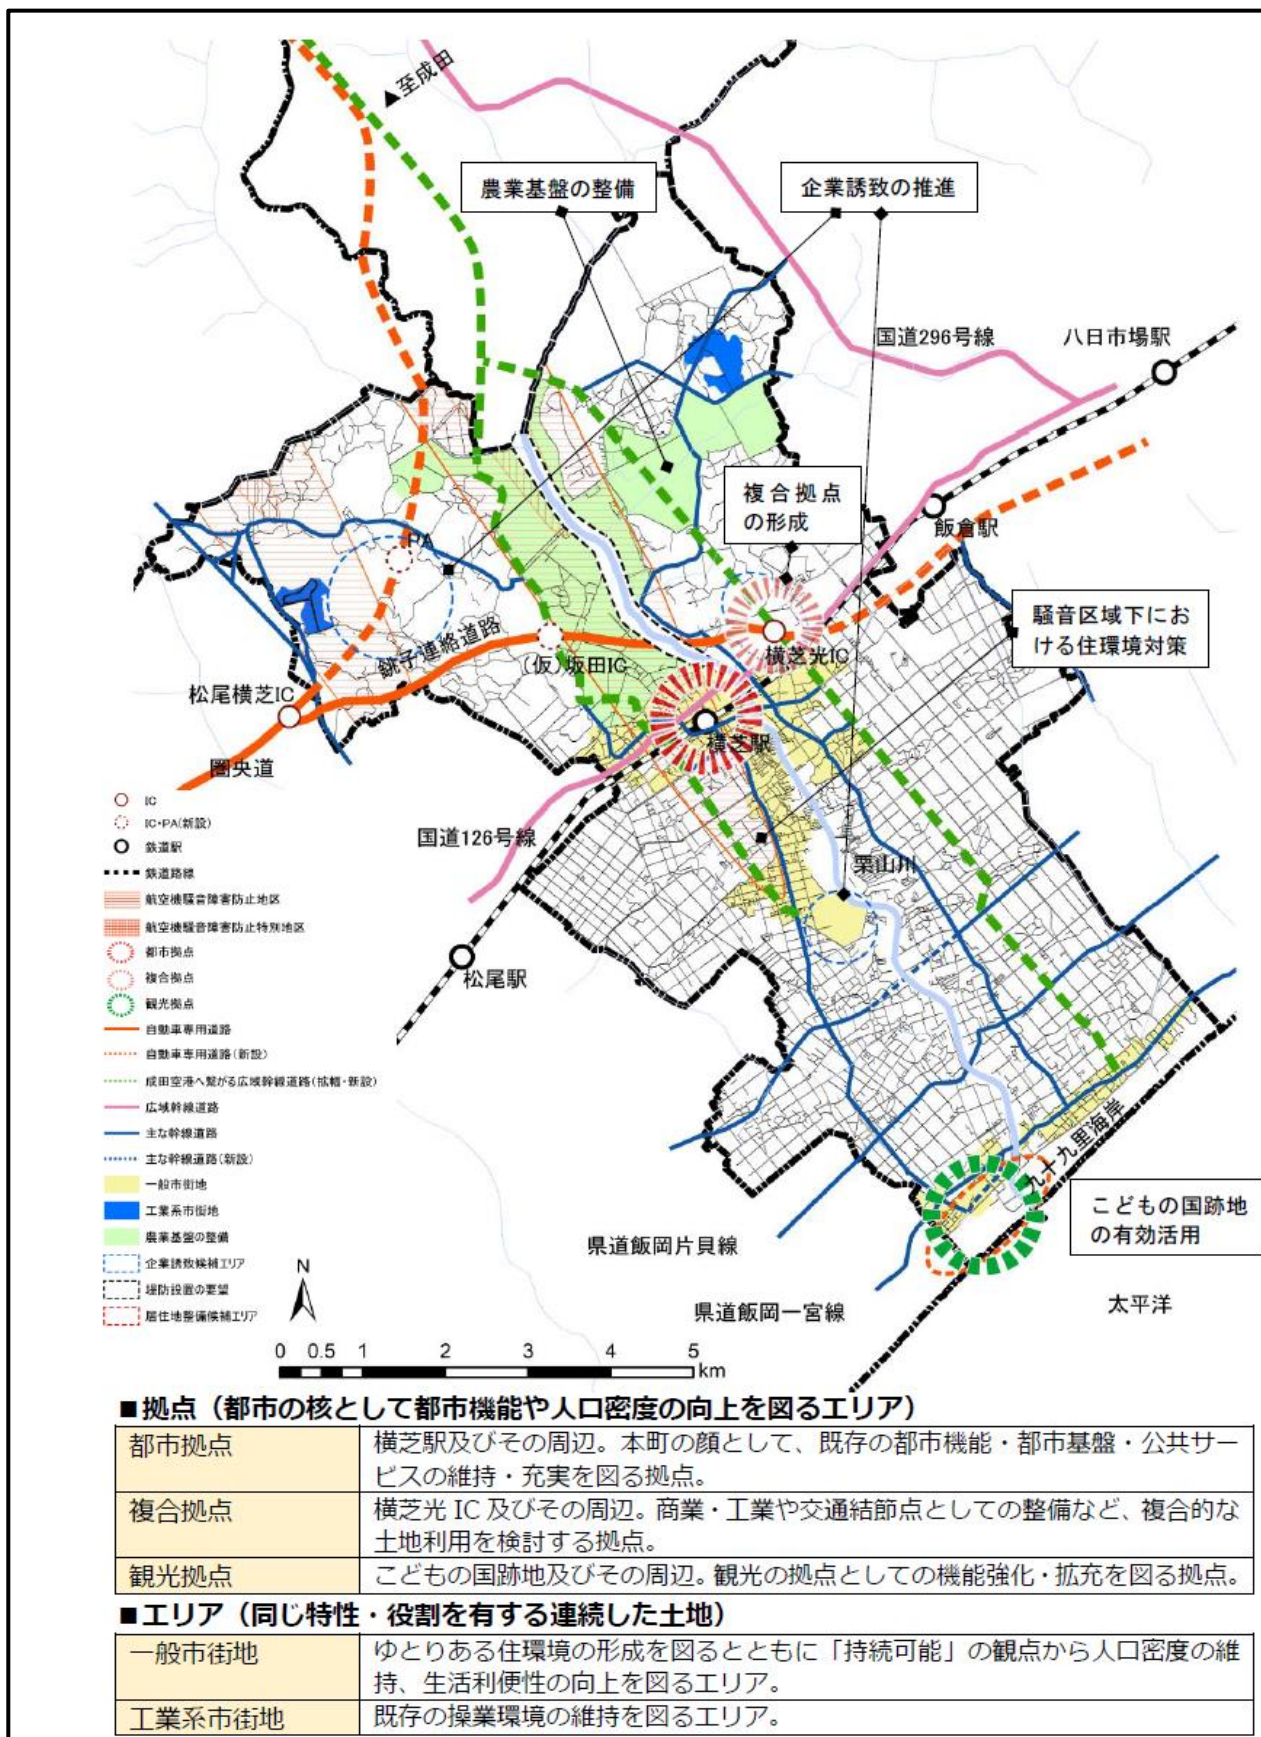 ▲至成田
農業基盤の整備
企業誘致の推進
国道296号線
八日市場駅
複合拠点
の形成
飯倉駅
PA
騒音区域下にお
ける住環境対策
銚子連絡道路
(仮)坂田IC
横芝光IC
松尾横芝IC
横芝駅
圏央道
国道126号線
栗山川
松尾駅
九十九里海岸
こどもの国跡地
の有効活用
県道飯岡片貝線
県道飯岡一宮線
太平洋
IC
IC・PA(新設)
鉄道駅
鉄道路線
航空機騒音障害防止地区
航空機騒音障害防止特別地区
都市拠点
複合拠点
観光拠点
自動車専用道路
自動車専用道路(新設)
成田空港へ繋がる広域幹線道路(拡幅・新設)
広域幹線道路
主な幹線道路
主な幹線道路(新設)
一般市街地
工業系市街地
農業基盤の整備
企業誘致候補エリア
堤防設置の要望
居住地整備候補エリア
N
0 0.5 1 2 3 4 5
km
■拠点（都市の核として都市機能や人口密度の向上を図るエリア）
都市拠点
横芝駅及びその周辺。本町の顔として、既存の都市機能・都市基盤・公共サー
ビスの維持・充実を図る拠点。
複合拠点
横芝光 IC 及びその周辺。商業・工業や交通結節点としての整備など、複合的な
土地利用を検討する拠点。
観光拠点
こどもの国跡地及びその周辺。観光の拠点としての機能強化・拡充を図る拠点。
■エリア（同じ特性・役割を有する連続した土地）
一般市街地
ゆとりある住環境の形成を図るとともに「持続可能」の観点から人口密度の維
持、生活利便性の向上を図るエリア。
工業系市街地
既存の操業環境の維持を図るエリア。